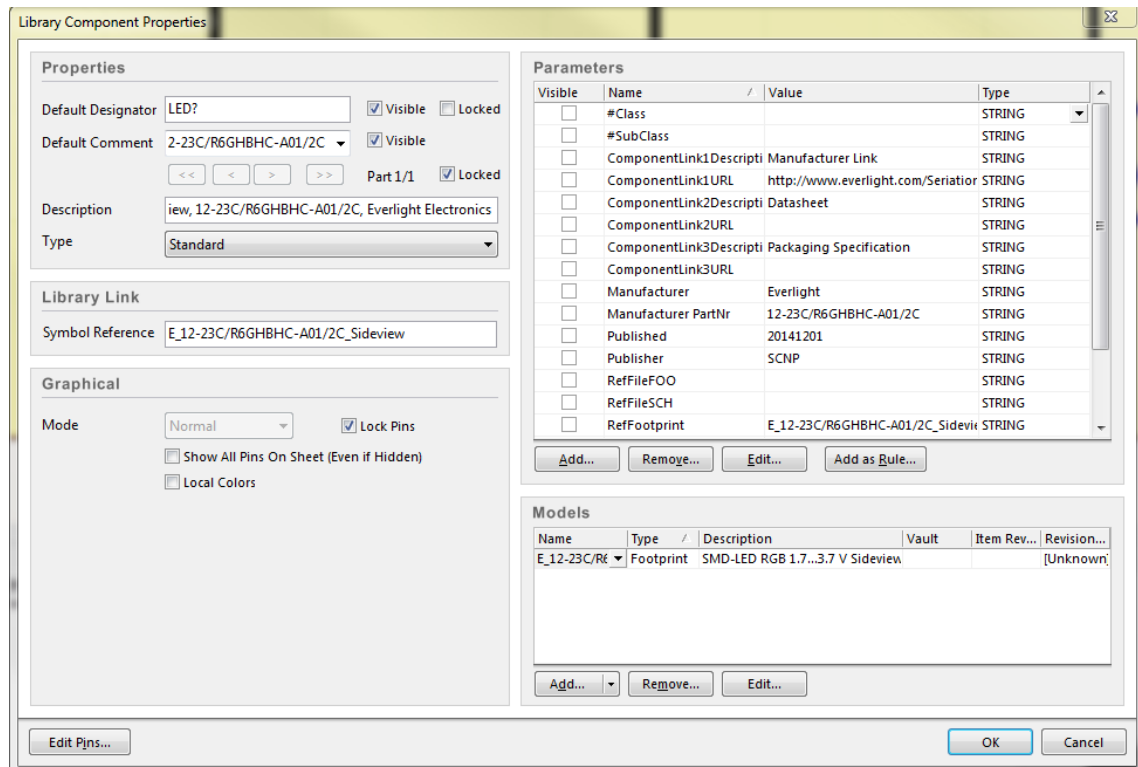 Library Component Properties
Properties
Default Designator LED? Visible Locked
Default Comment 2-23C/R6GHBHC-A01/2C Visible
<< < > >> Part 1/1 Locked
Description iew, 12-23C/R6GHBHC-A01/2C, Everlight Electronics
Type Standard
Library Link
Symbol Reference E_12-23C/R6GHBHC-A01/2C_Sideview
Graphical
Mode Normal Lock Pins
Show All Pins On Sheet (Even if Hidden)
Local Colors
Parameters
Visible Name Value Type
#Class STRING
#SubClass STRING
ComponentLink1Descripti Manufacturer Link STRING
ComponentLink1URL http://www.everlight.com/Seriation STRING
ComponentLink2Descripti Datasheet STRING
ComponentLink2URL STRING
ComponentLink3Descripti Packaging Specification STRING
ComponentLink3URL STRING
Manufacturer Everlight STRING
Manufacturer PartNr 12-23C/R6GHBHC-A01/2C STRING
Published 20141201 STRING
Publisher SCNP STRING
RefFileFOO STRING
RefFileSCH STRING
RefFootprint E_12-23C/R6GHBHC-A01/2C_Sidevie STRING
Add... Remove... Edit... Add as Rule...
Models
Name Type Description Vault Item Rev... Revision...
E_12-23C/R6 Footprint SMD-LED RGB 1.7...3.7 V Sideview [Unknown]
Add... Remove... Edit...
Edit Pins... OK Cancel